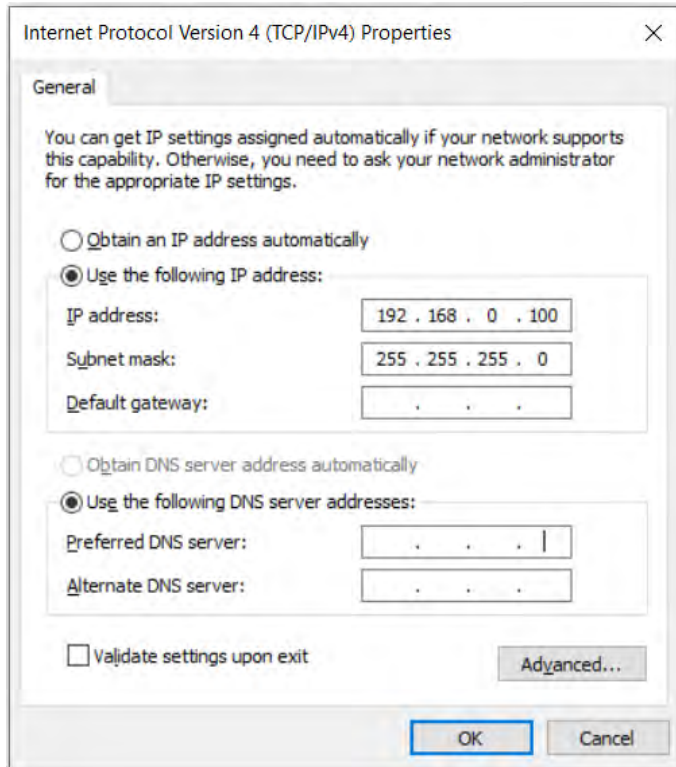 Internet Protocol Version 4 (TCP/IPv4) Properties
General
You can get IP settings assigned automatically if your network supports
this capability. Otherwise, you need to ask your network administrator
for the appropriate IP settings.
Obtain an IP address automatically
Use the following IP address:
IP address: 192 . 168 . 0 . 100
Subnet mask: 255 . 255 . 255 . 0
Default gateway: . . .
Obtain DNS server address automatically
Use the following DNS server addresses:
Preferred DNS server: . . .
Alternate DNS server: . . .
Validate settings upon exit
Advanced...
OK Cancel